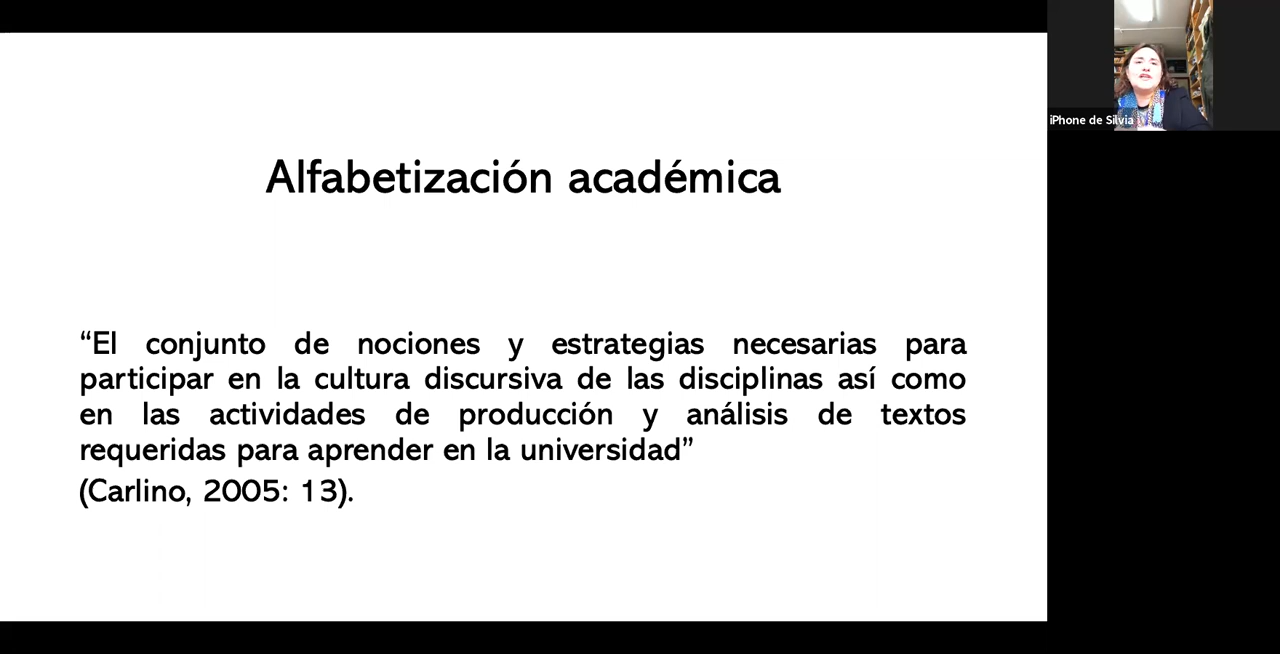 Alfabetización académica
“El conjunto de nociones y estrategias necesarias para
participar en la cultura discursiva de las disciplinas así como
en las actividades de producción y análisis de textos
requeridas para aprender en la universidad”
(Carlino, 2005: 13).
iPhone de Silvia